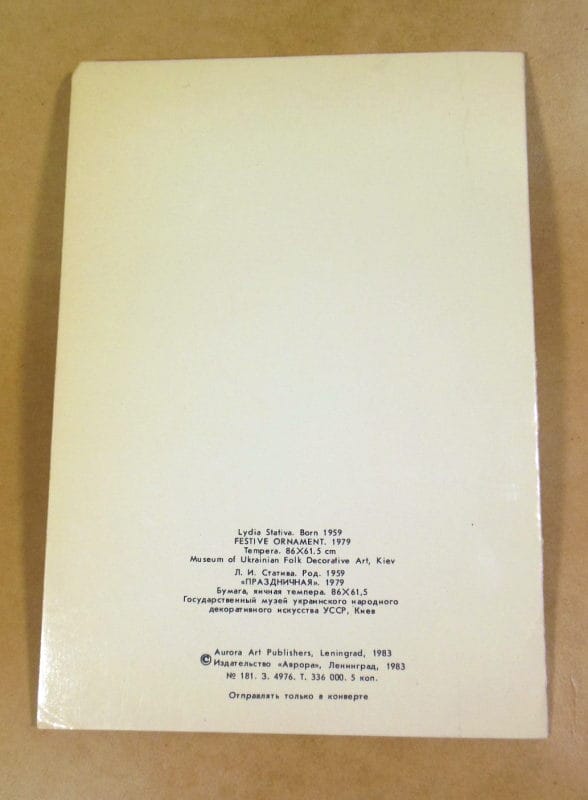 Lydia Stativa. Born 1959
FESTIVE ORNAMENT. 1979
Tempera. 86X61.5 cm
Museum of Ukrainian Folk Decorative Art, Kiev
Л. И. Статива. Род. 1959
«ПРАЗДНИЧНАЯ». 1979
Бумага, яичная темпера. 86X61,5
Государственный музей украинского народного
декоративного искусства УССР, Киев
Aurora Art Publishers, Leningrad, 1983
© Издательство «Аврора», Ленинград, 1983
№ 181. З. 4976. Т. 336 000. 5 коп.
Отправлять только в конверте